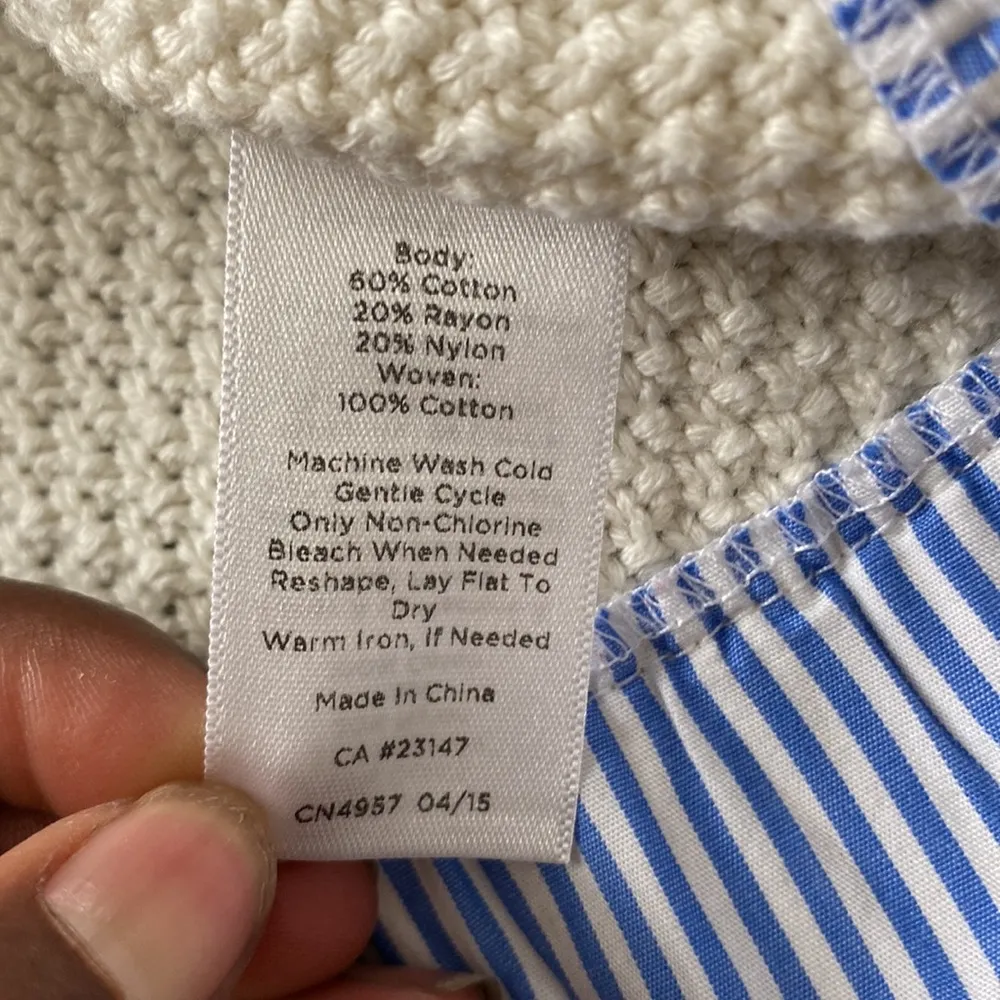 Body:
60% Cotton
20% Rayon
20% Nylon
Woven:
100% Cotton
Machine Wash Cold
Gentle Cycle
Only Non-Chlorine
Bleach When Needed
Reshape, Lay Flat To
Dry
Warm Iron, If Needed
Made In China
CA #23147
CN4957 04/15